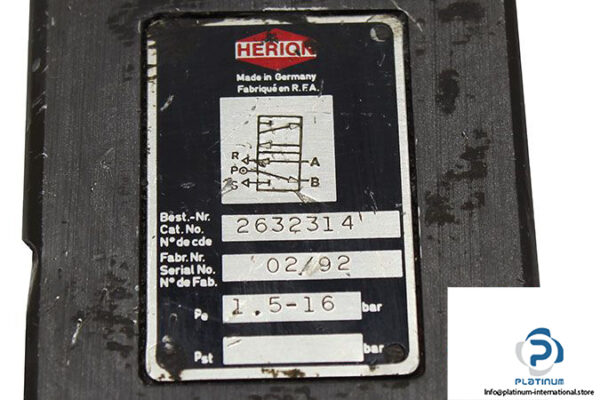 HERION
Made in Germany
Fabriqué en R.F.A.
R
P
S
A
B
Best.-Nr.
Cat. No. 2632314
N° de cde
Fabr. Nr.
Serial No. 02/92
N° de Fab.
Pe 1.5-16 bar
Pst bar
PLATINUM
Info@platinum-international.store